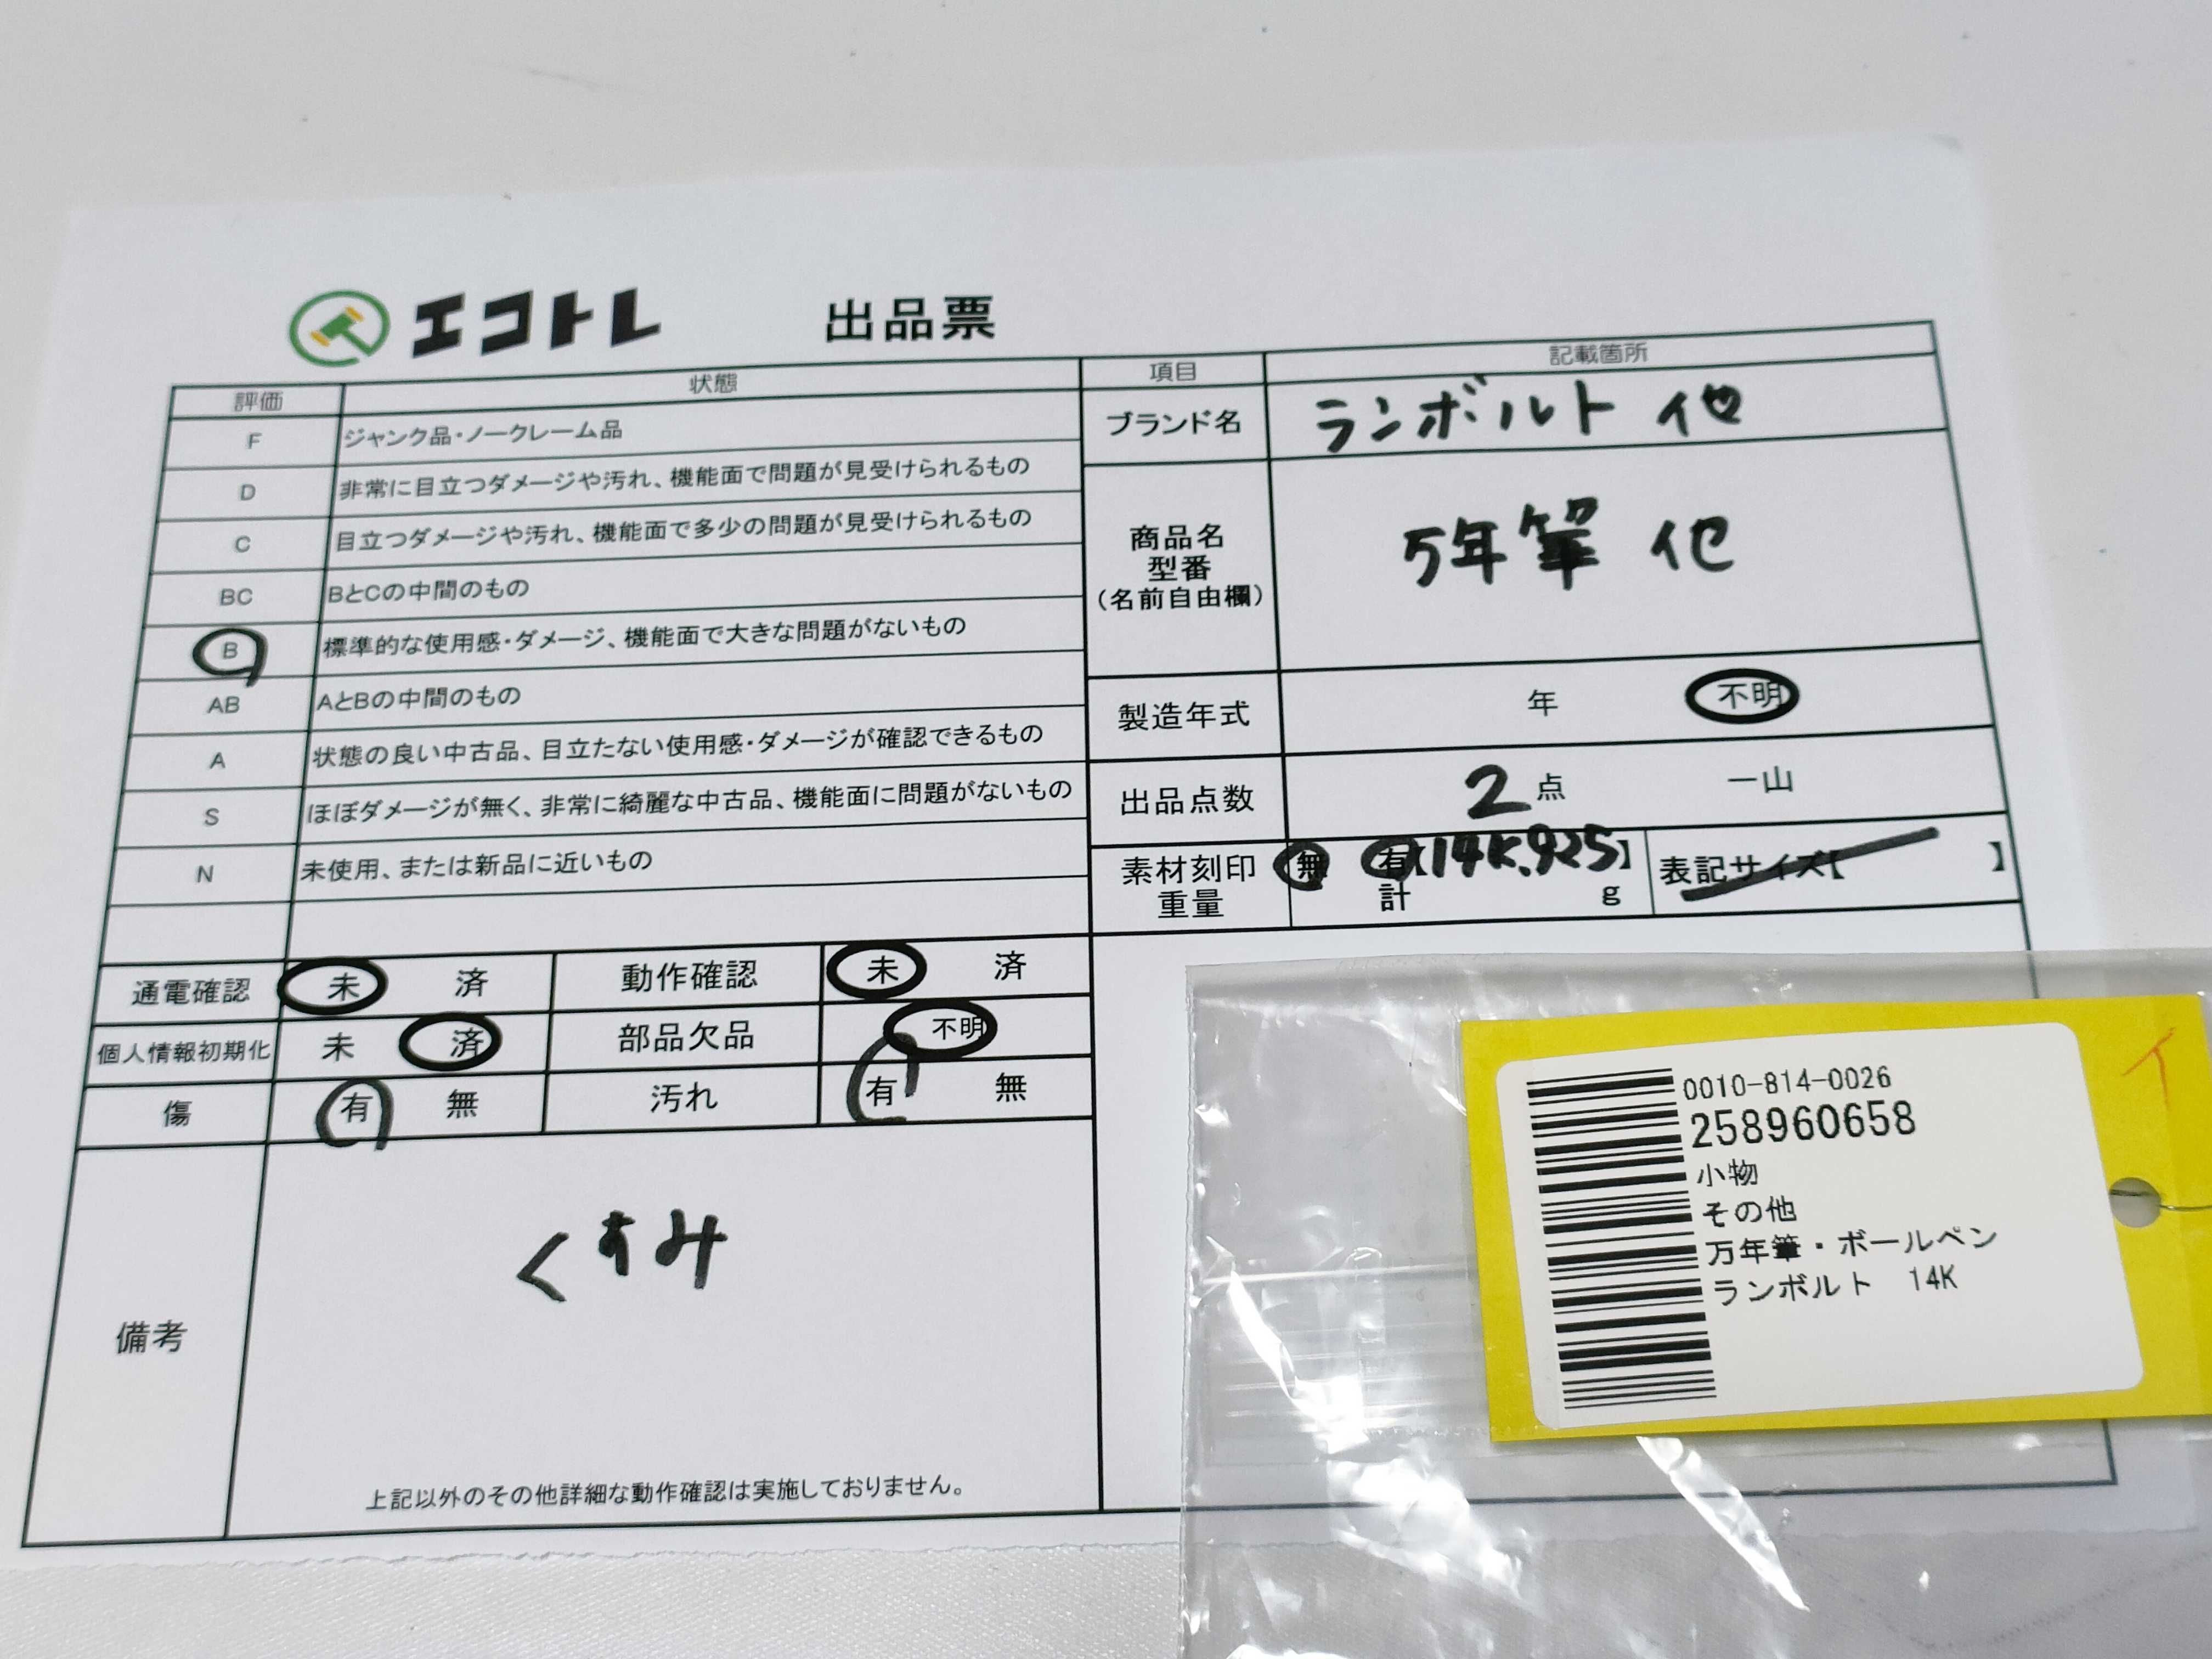 エコトレ 出品票
評価 状態
F ジャンク品・ノークレーム品
D 非常に目立つダメージや汚れ、機能面で問題が見受けられるもの
C 目立つダメージや汚れ、機能面で多少の問題が見受けられるもの
BC BとCの中間のもの
B 標準的な使用感・ダメージ、機能面で大きな問題がないもの
AB AとBの中間のもの
A 状態の良い中古品、目立たない使用感・ダメージが確認できるもの
S ほぼダメージが無く、非常に綺麗な中古品、機能面に問題がないもの
N 未使用、または新品に近いもの
項目 記載箇所
ブランド名 ランボルト 他
商品名
型番
(名前自由欄)
万年筆 他
製造年式 年 不明
出品点数 2点 一山
素材刻印 無 有【14K.925】 表記サイズ【 】
重量 計 g
通電確認 未 済 動作確認 未 済
個人情報初期化 未 済 部品欠品 不明
傷 有 無 汚れ 有 無
備考 くすみ
上記以外のその他詳細な動作確認は実施しておりません。
0010-814-0026
258960658
小物
その他
万年筆・ボールペン
ランボルト 14K
イ